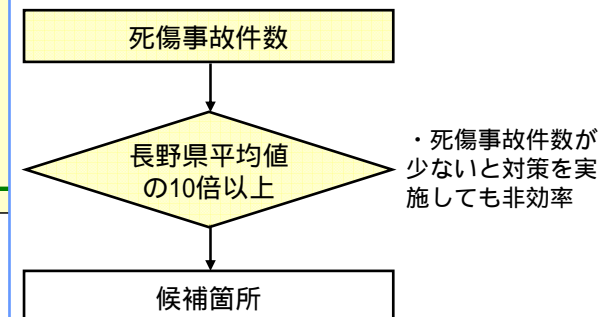 死傷事故件数
長野県平均値
の10倍以上
・死傷事故件数が
少ないと対策を実
施しても非効率
候補箇所